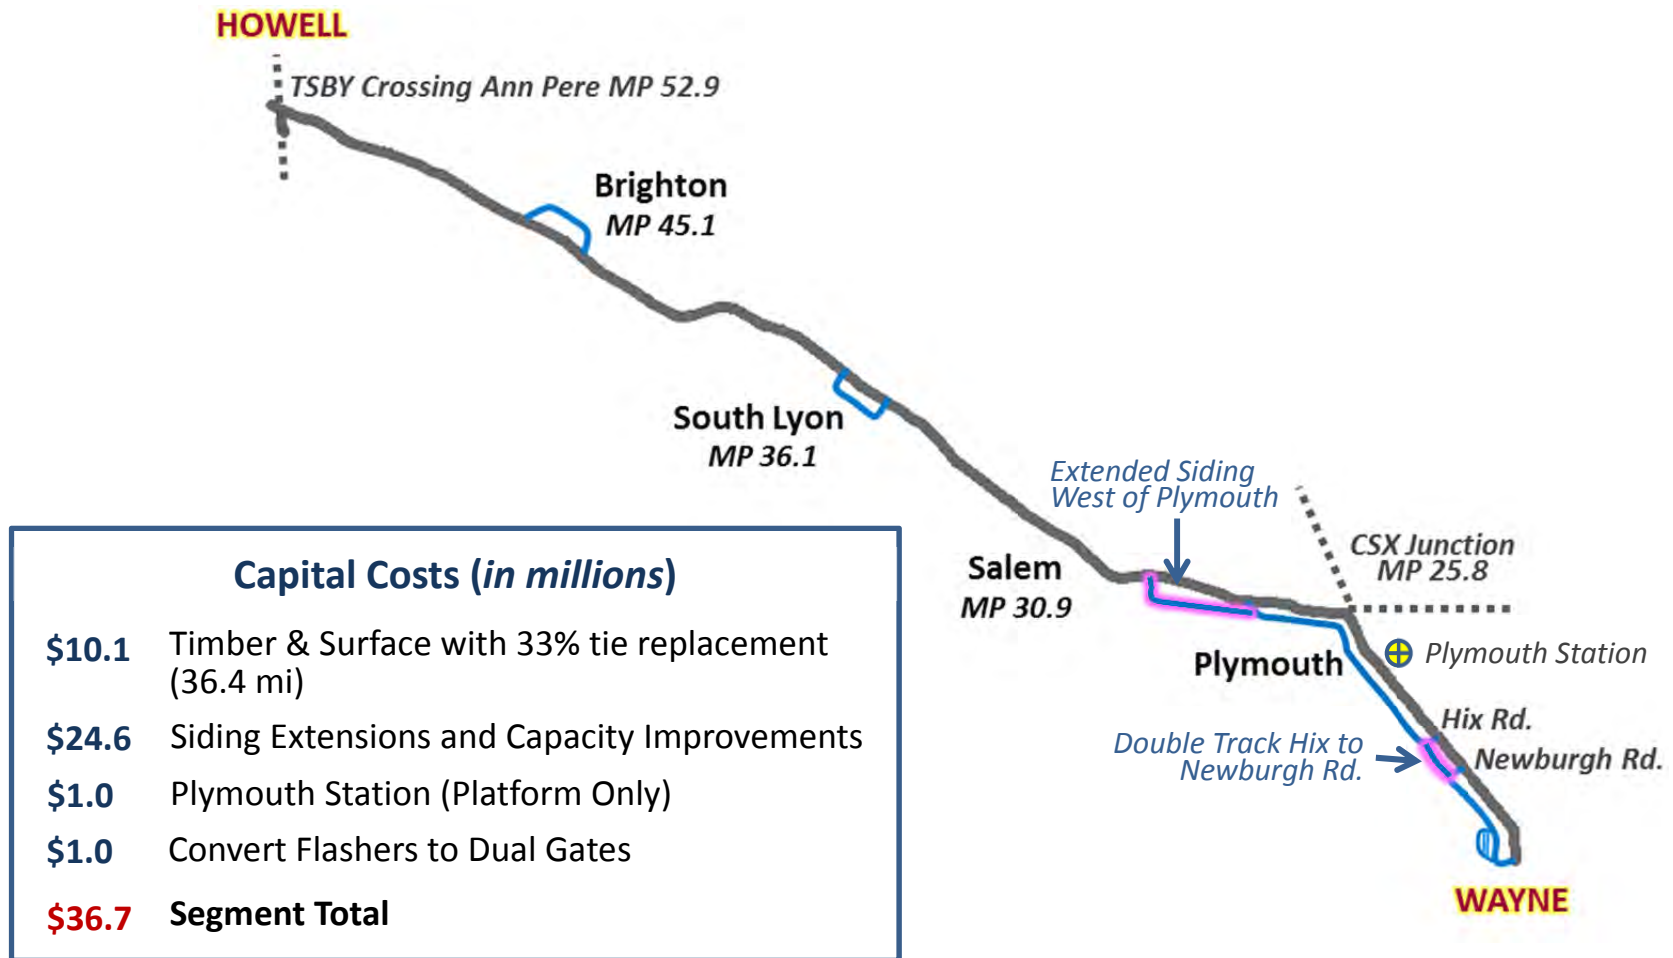 HOWELL
TSBY Crossing Ann Pere MP 52.9
Brighton
MP 45.1
South Lyon
MP 36.1
Extended Siding
West of Plymouth
Salem
MP 30.9
CSX Junction
MP 25.8
Plymouth
Plymouth Station
Hix Rd.
Double Track Hix to
Newburgh Rd.
Newburgh Rd.
WAYNE
Capital Costs (in millions)
$10.1 Timber & Surface with 33% tie replacement
(36.4 mi)
$24.6 Siding Extensions and Capacity Improvements
$1.0 Plymouth Station (Platform Only)
$1.0 Convert Flashers to Dual Gates
$36.7 Segment Total